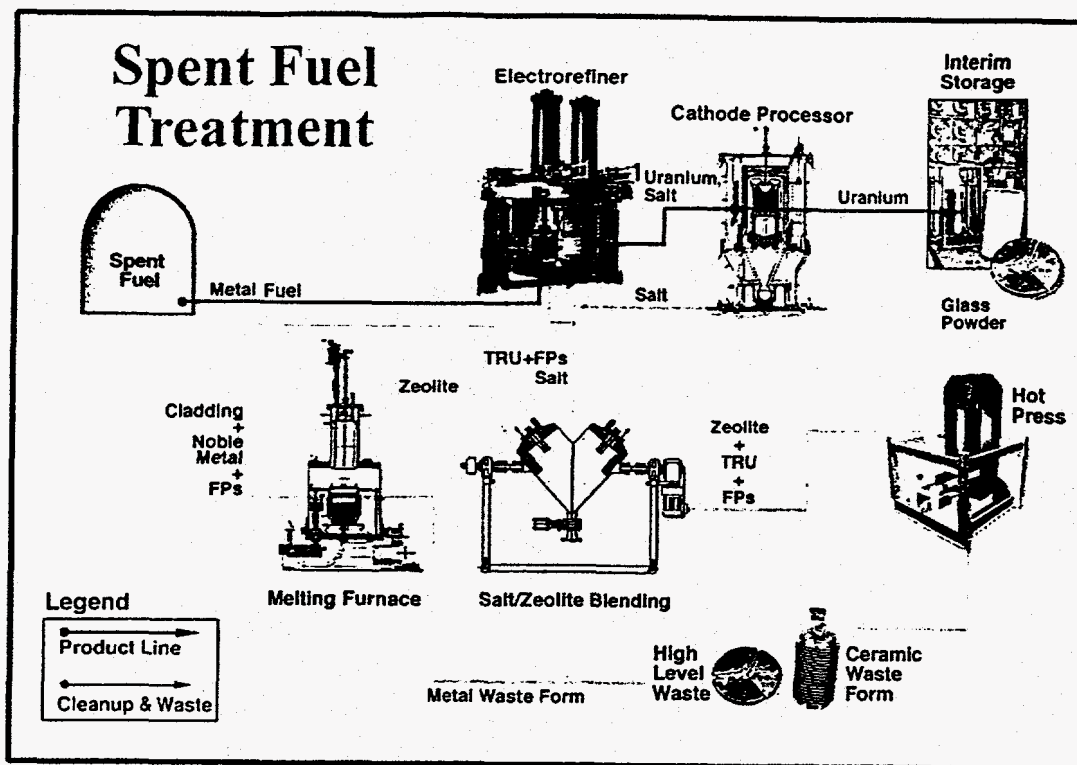 Spent Fuel
Treatment
Electrorefiner
Cathode Processor
Interim
Storage
Uranium,
Salt
Uranium
Spent
Fuel
Metal Fuel
Salt
Glass
Powder
TRU+FPs
Salt
Zeolite
Cladding
+
Noble
Metal
+
FPs
Zeolite
+
TRU
+
FPs
Hot
Press
Melting Furnace
Salt/Zeolite Blending
Legend
Product Line
Cleanup & Waste
Metal Waste Form
High
Level
Waste
Ceramic
Waste
Form